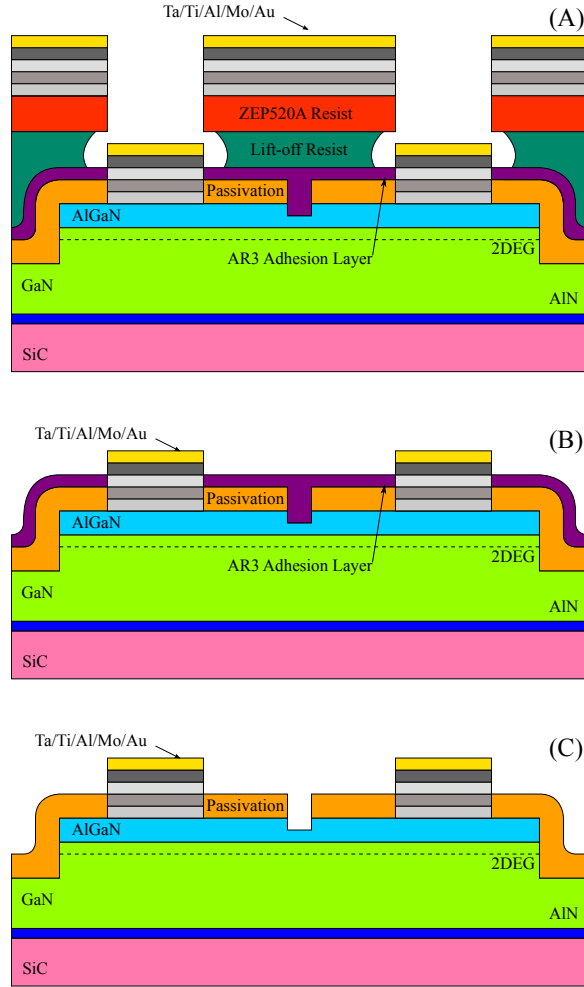 Ta/Ti/Al/Mo/Au
(A)
ZEP520A Resist
Lift-off Resist
Passivation
AlGaN
2DEG
AR3 Adhesion Layer
GaN
AlN
SiC
(B)
Ta/Ti/Al/Mo/Au
Passivation
AlGaN
2DEG
AR3 Adhesion Layer
GaN
AlN
SiC
(C)
Ta/Ti/Al/Mo/Au
Passivation
AlGaN
2DEG
GaN
AlN
SiC